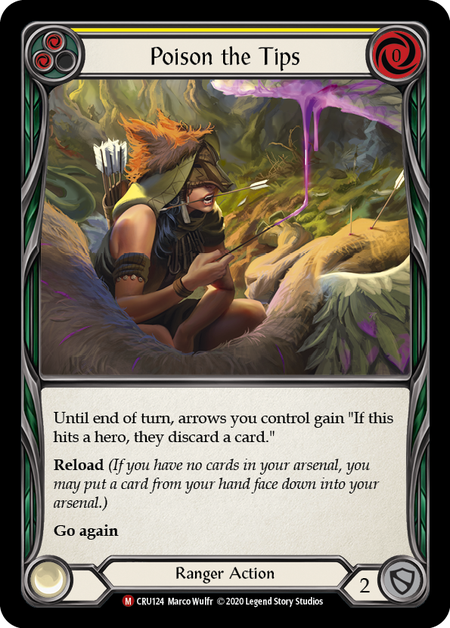 0
Poison the Tips
Until end of turn, arrows you control gain "If this
hits a hero, they discard a card."
Reload (If you have no cards in your arsenal, you
may put a card from your hand face down into your
arsenal.)
Go again
Ranger Action
2
M CRU124 Marco Wulfr © 2020 Legend Story Studios